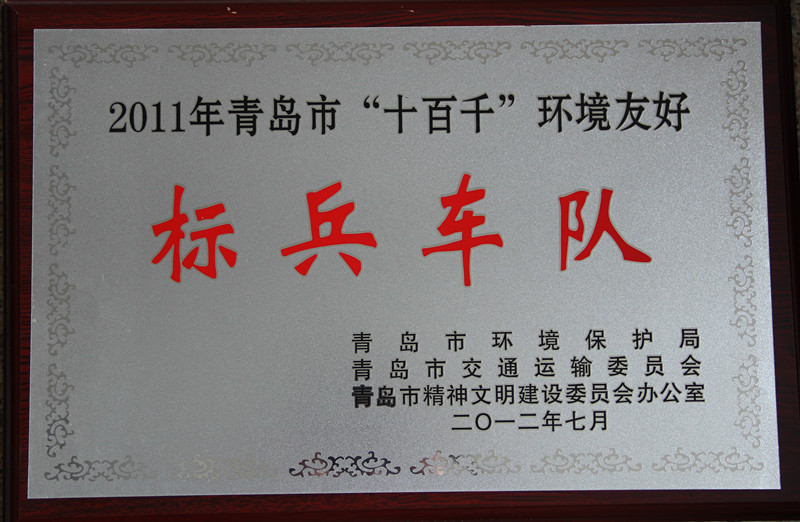 2011年青岛市“十百千”环境友好
标兵车队
青岛市环境保护局
青岛市交通运输委员会
青岛市精神文明建设委员会办公室
二〇一二年七月